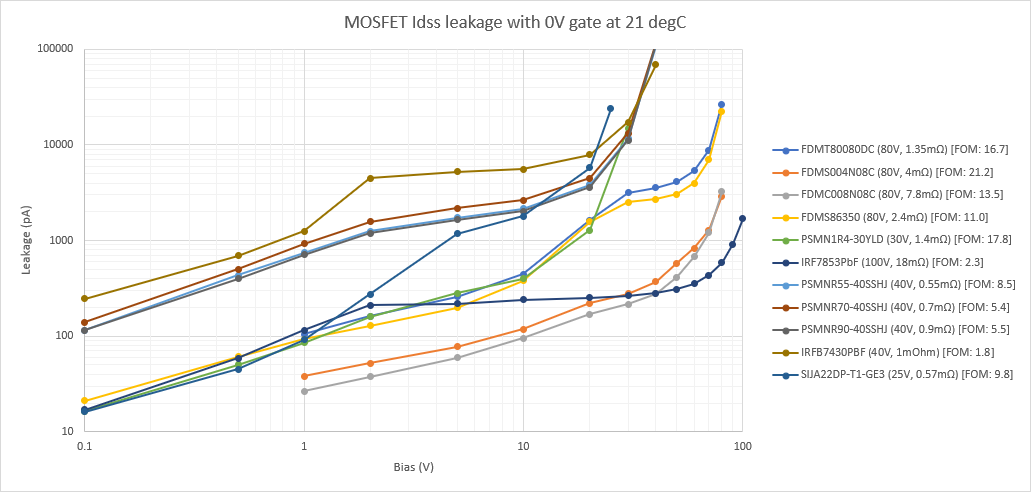 MOSFET Idss leakage with 0V gate at 21 degC
100000
10000
1000
100
10
Leakage (pA)
0.1
1
10
100
Bias (V)
FDMT80080DC (80V, 1.35mΩ) [FOM: 16.7]
FDMS004N08C (80V, 4mΩ) [FOM: 21.2]
FDMC008N08C (80V, 7.8mΩ) [FOM: 13.5]
FDMS86350 (80V, 2.4mΩ) [FOM: 11.0]
PSMN1R4-30YLD (30V, 1.4mΩ) [FOM: 17.8]
IRF7853PbF (100V, 18mΩ) [FOM: 2.3]
PSMNR55-40SSHJ (40V, 0.55mΩ) [FOM: 8.5]
PSMNR70-40SSHJ (40V, 0.7mΩ) [FOM: 5.4]
PSMNR90-40SSHJ (40V, 0.9mΩ) [FOM: 5.5]
IRFB7430PBF (40V, 1mOhm) [FOM: 1.8]
SIJA22DP-T1-GE3 (25V, 0.57mΩ) [FOM: 9.8]